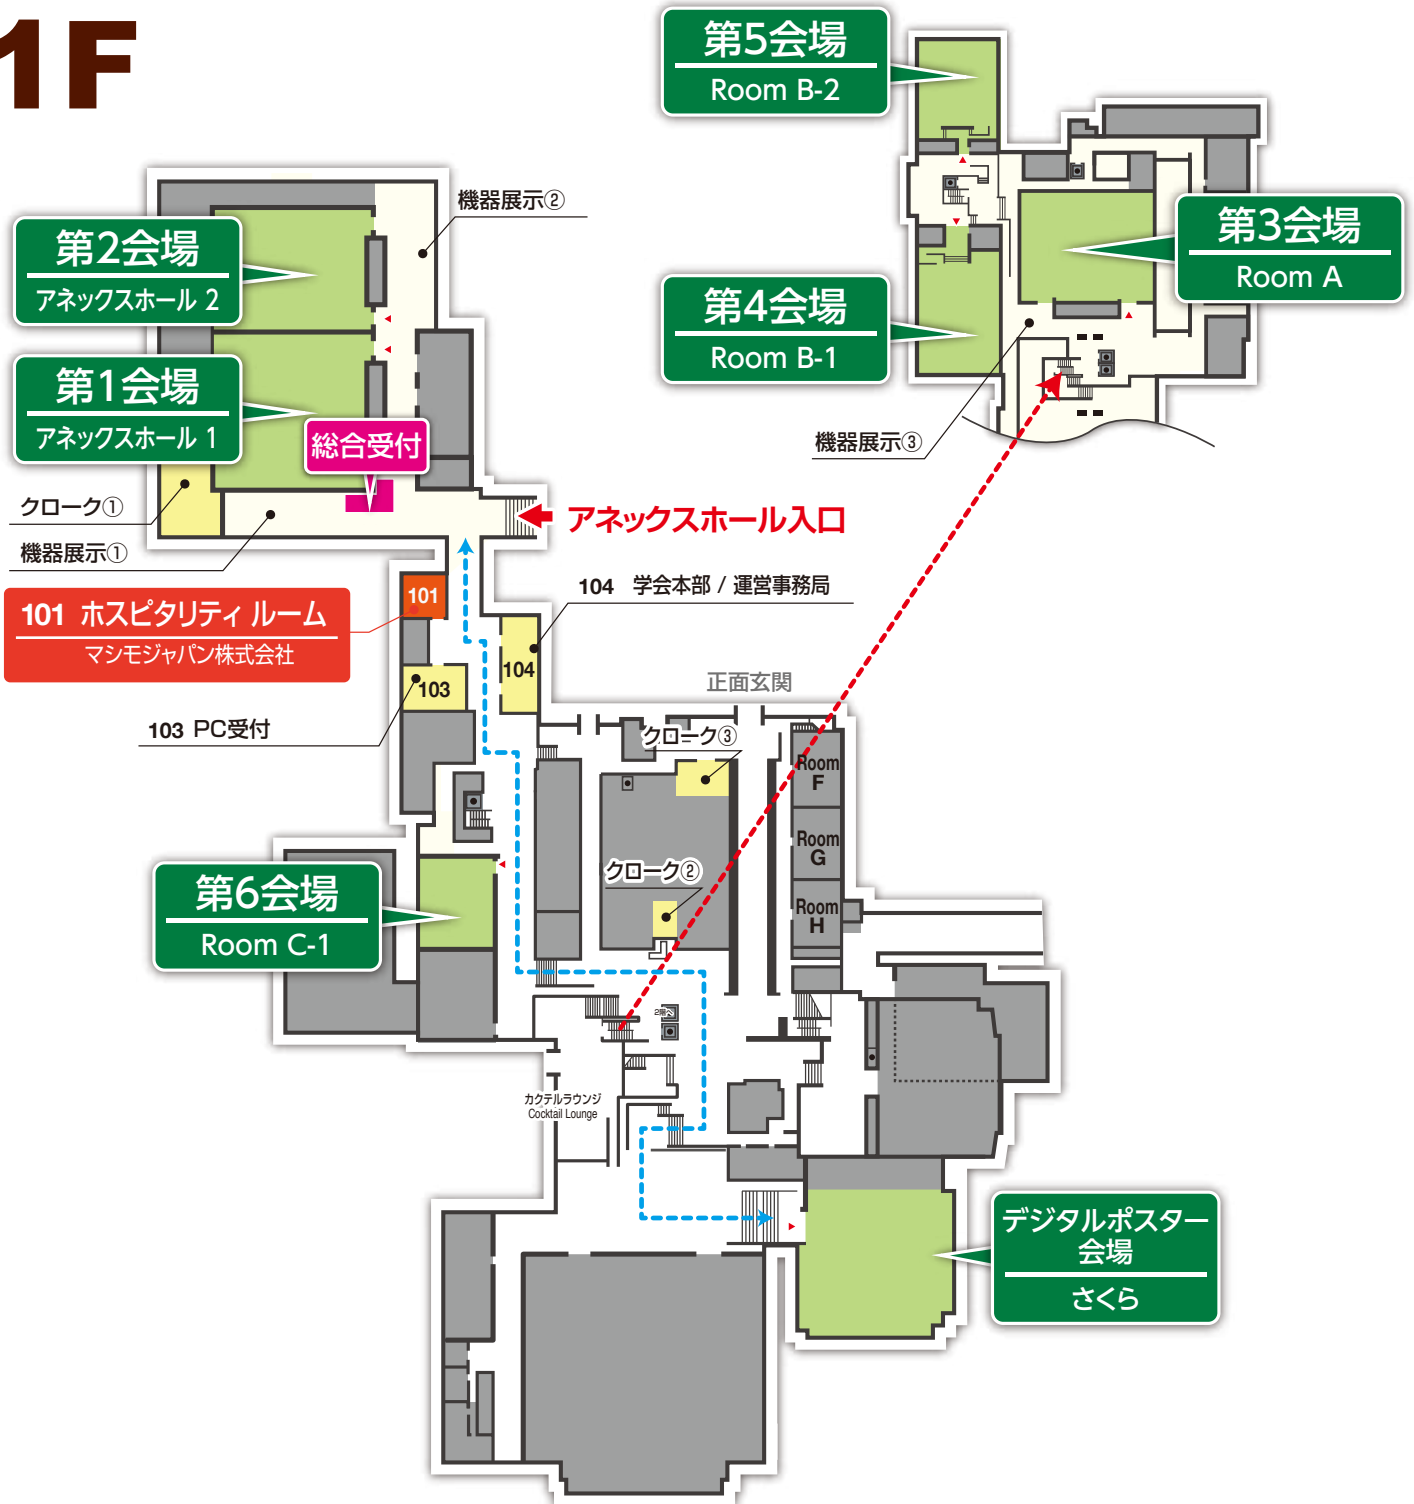 1F
第5会場
Room B-2
第3会場
Room A
第4会場
Room B-1
機器展示③
機器展示②
第2会場
アネックスホール 2
第1会場
アネックスホール 1
総合受付
クローク①
機器展示①
アネックスホール入口
101
101 ホスピタリティ ルーム
マシモジャパン株式会社
104 学会本部 / 運営事務局
104
103
103 PC受付
正面玄関
クローク③
Room
F
Room
G
Room
H
クローク②
第6会場
Room C-1
2階へ
カクテルラウンジ
Cocktail Lounge
デジタルポスター
会場
さくら